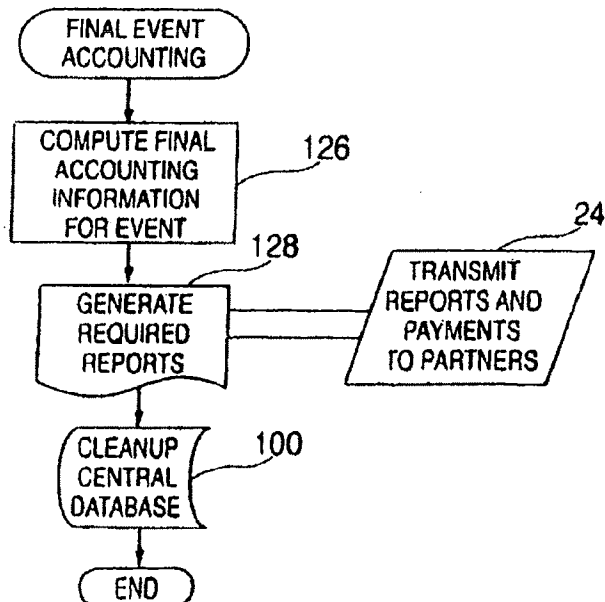 FINAL EVENT
ACCOUNTING
COMPUTE FINAL
ACCOUNTING
INFORMATION
FOR EVENT
126
128
GENERATE
REQUIRED
REPORTS
24
TRANSMIT
REPORTS AND
PAYMENTS
TO PARTNERS
CLEANUP
CENTRAL
DATABASE
100
END